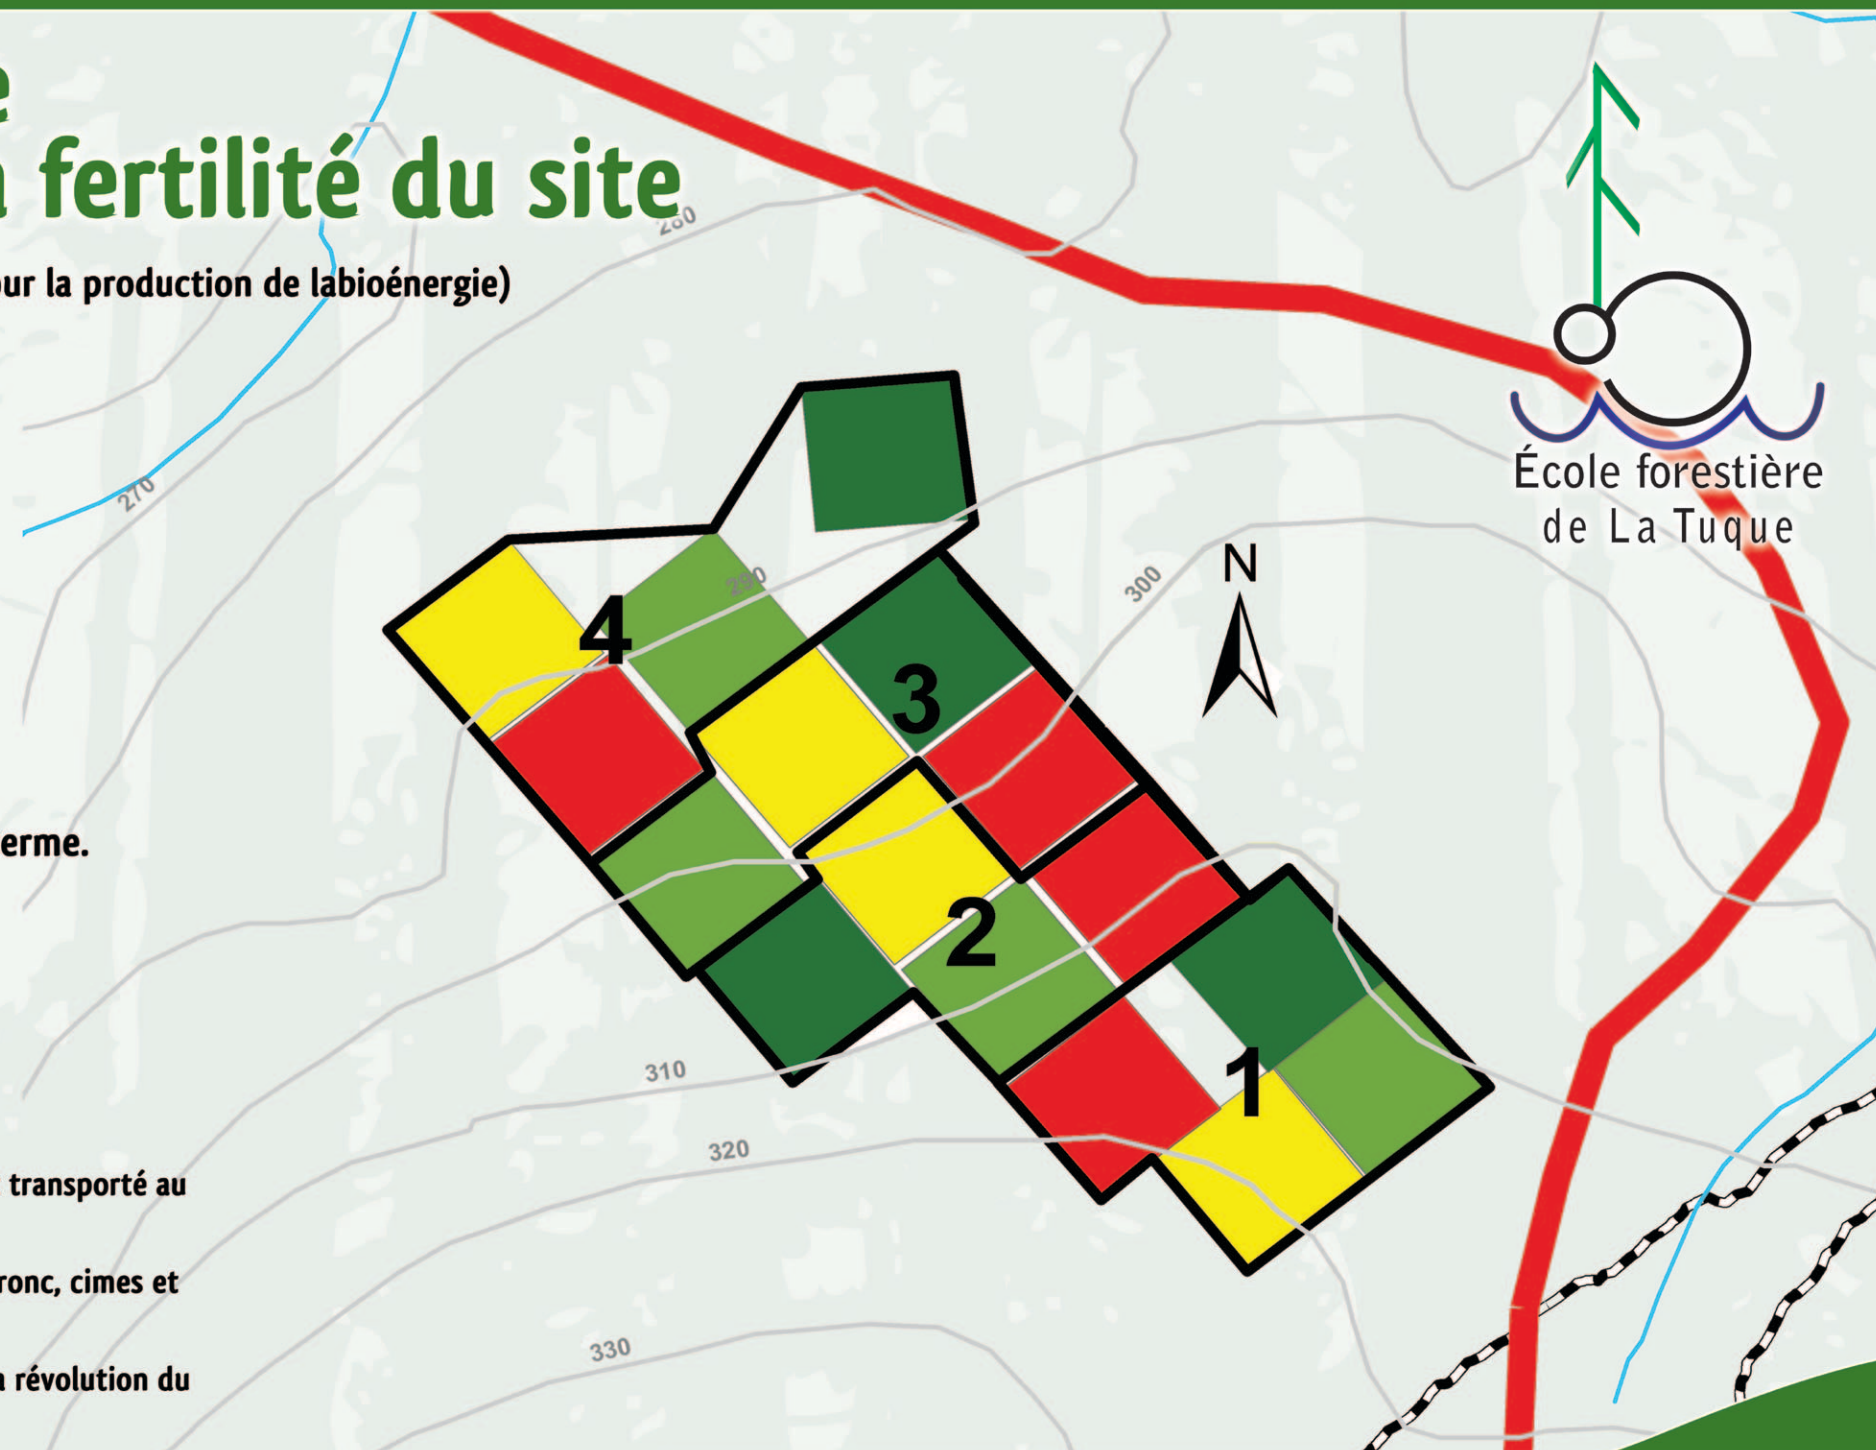 fertilité du site
our la production de labioénergie)
280
École forestière
de La Tuque
270
N
290
300
4
3
erme.
2
310
1
320
transporté au
ronc, cimes et
330
révolution du